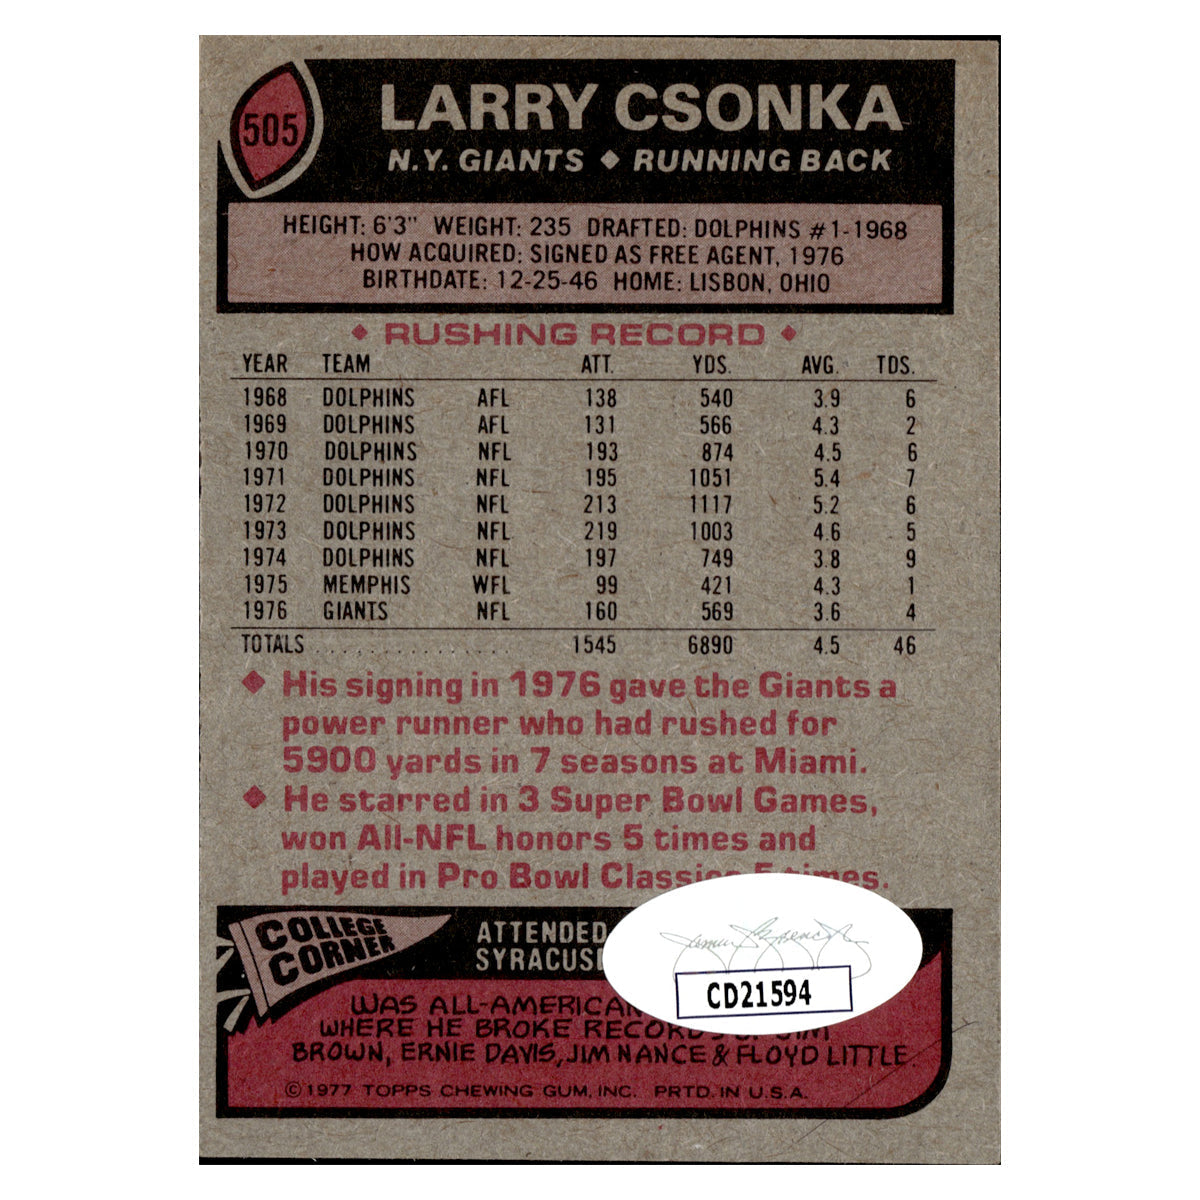 505
LARRY CSONKA
N.Y. GIANTS ◆ RUNNING BACK
HEIGHT: 6'3" WEIGHT: 235 DRAFTED: DOLPHINS #1-1968
HOW ACQUIRED: SIGNED AS FREE AGENT, 1976
BIRTHDATE: 12-25-46 HOME: LISBON, OHIO
◆ RUSHING RECORD ◆
YEAR TEAM ATT. YDS. AVG. TDS.
1968 DOLPHINS AFL 138 540 3.9 6
1969 DOLPHINS AFL 131 566 4.3 2
1970 DOLPHINS NFL 193 874 4.5 6
1971 DOLPHINS NFL 195 1051 5.4 7
1972 DOLPHINS NFL 213 1117 5.2 6
1973 DOLPHINS NFL 219 1003 4.6 5
1974 DOLPHINS NFL 197 749 3.8 9
1975 MEMPHIS WFL 99 421 4.3 1
1976 GIANTS NFL 160 569 3.6 4
TOTALS . . . . . . . . . . . . . . . 1545 6890 4.5 46
◆ His signing in 1976 gave the Giants a
power runner who had rushed for
5900 yards in 7 seasons at Miami.
◆ He starred in 3 Super Bowl Games,
won All-NFL honors 5 times and
played in Pro Bowl Classics 5 times.
COLLEGE
CORNER
ATTENDED
SYRACUS
CD21594
WAS ALL-AMERICAN
WHERE HE BROKE RECORDS OF JIM
BROWN, ERNIE DAVIS, JIM NANCE & FLOYD LITTLE.
© 1977 TOPPS CHEWING GUM, INC. PRTD. IN U.S.A.